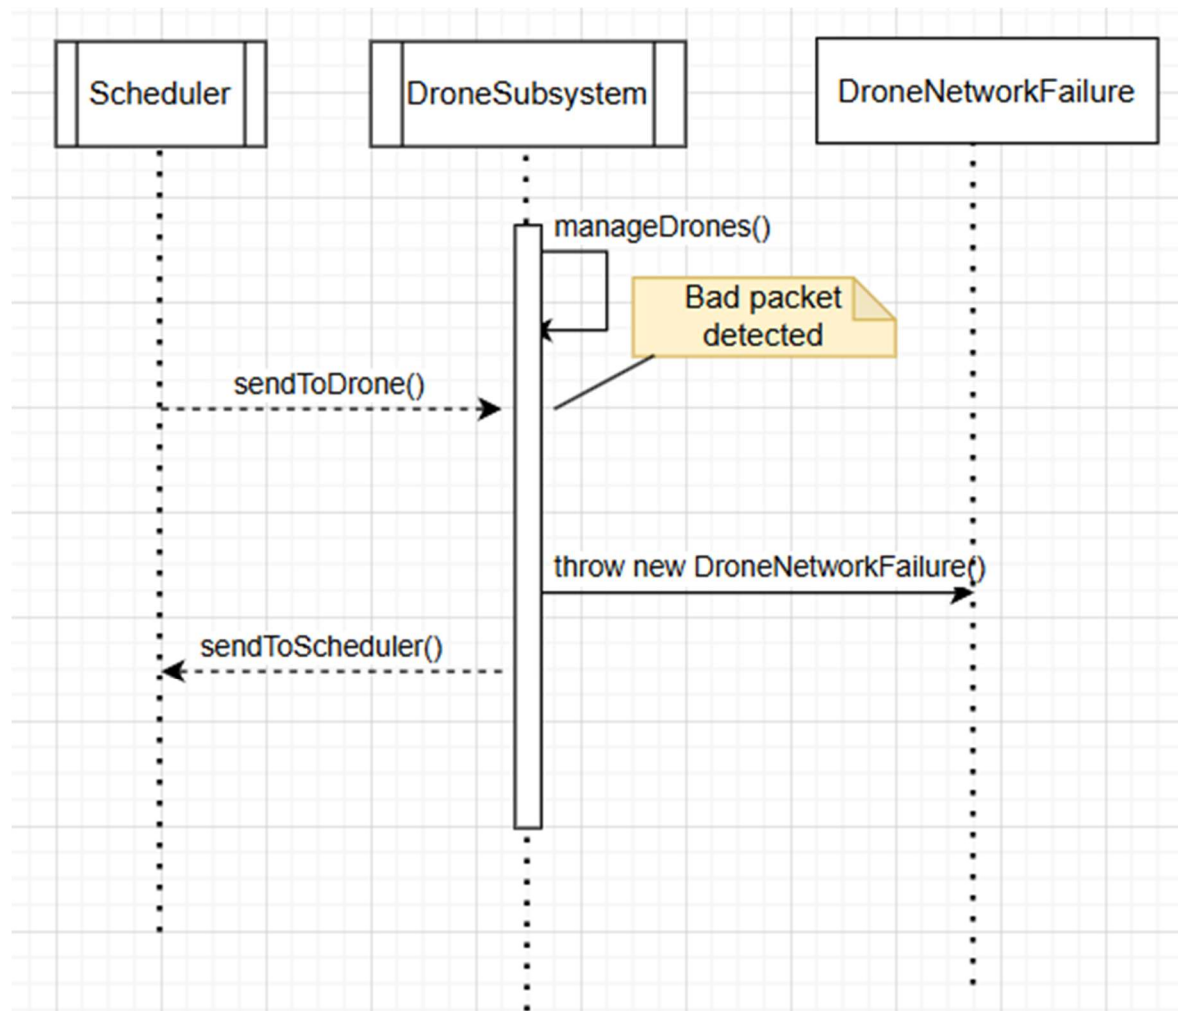 Scheduler
DroneSubsystem
DroneNetworkFailure
manageDrones()
Bad packet
detected
sendToDrone()
throw new DroneNetworkFailure()
sendToScheduler()